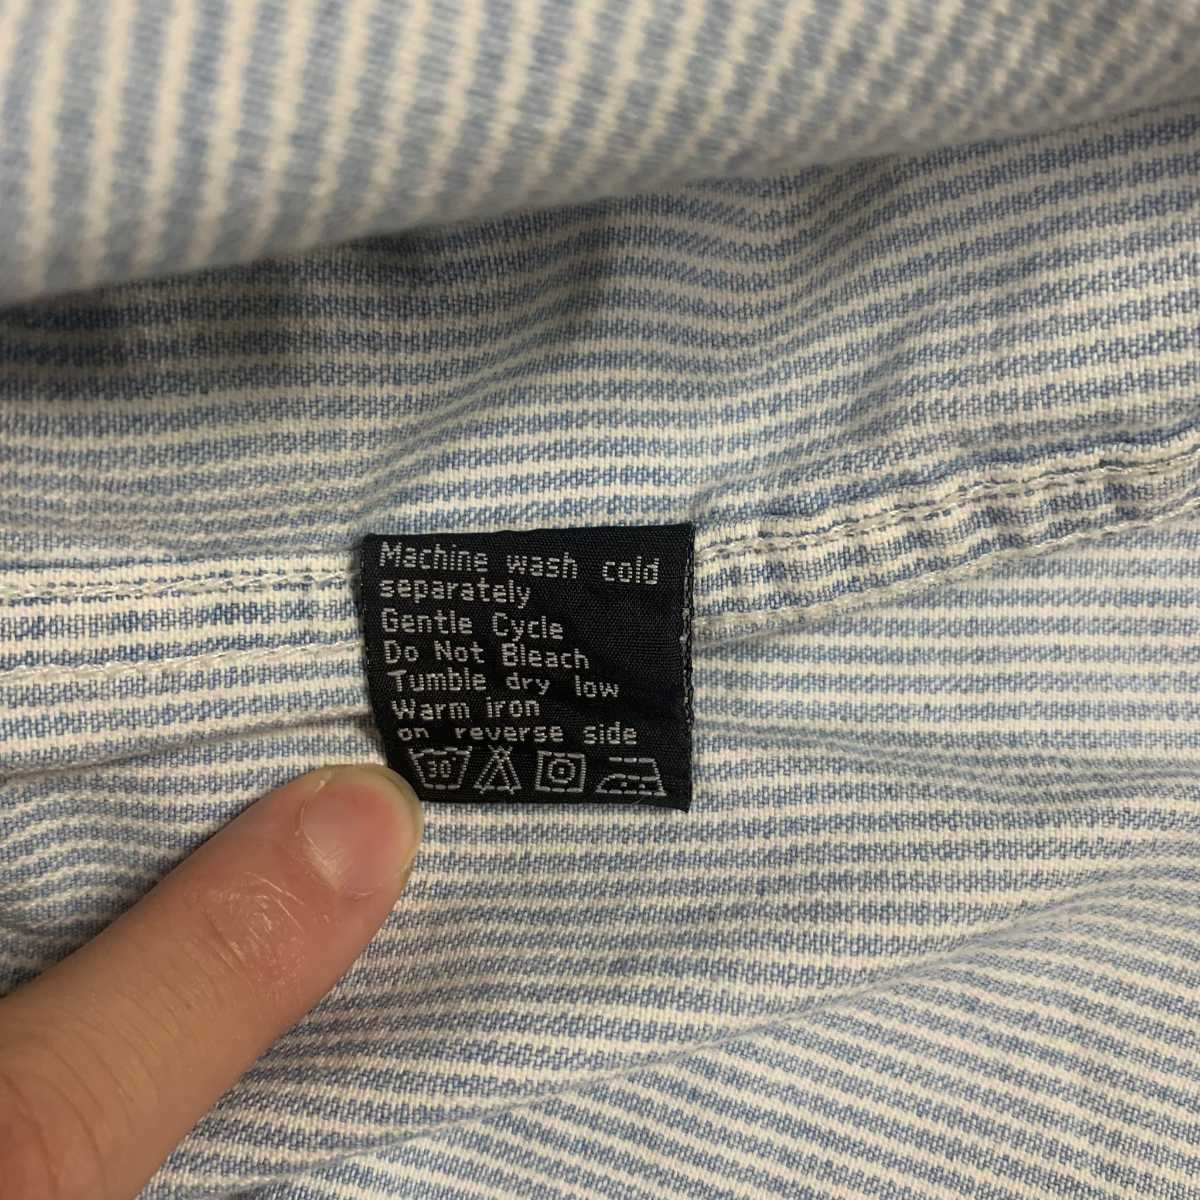 Machine wash cold
separately
Gentle Cycle
Do Not Bleach
Tumble dry low
Warm iron
on reverse side
30